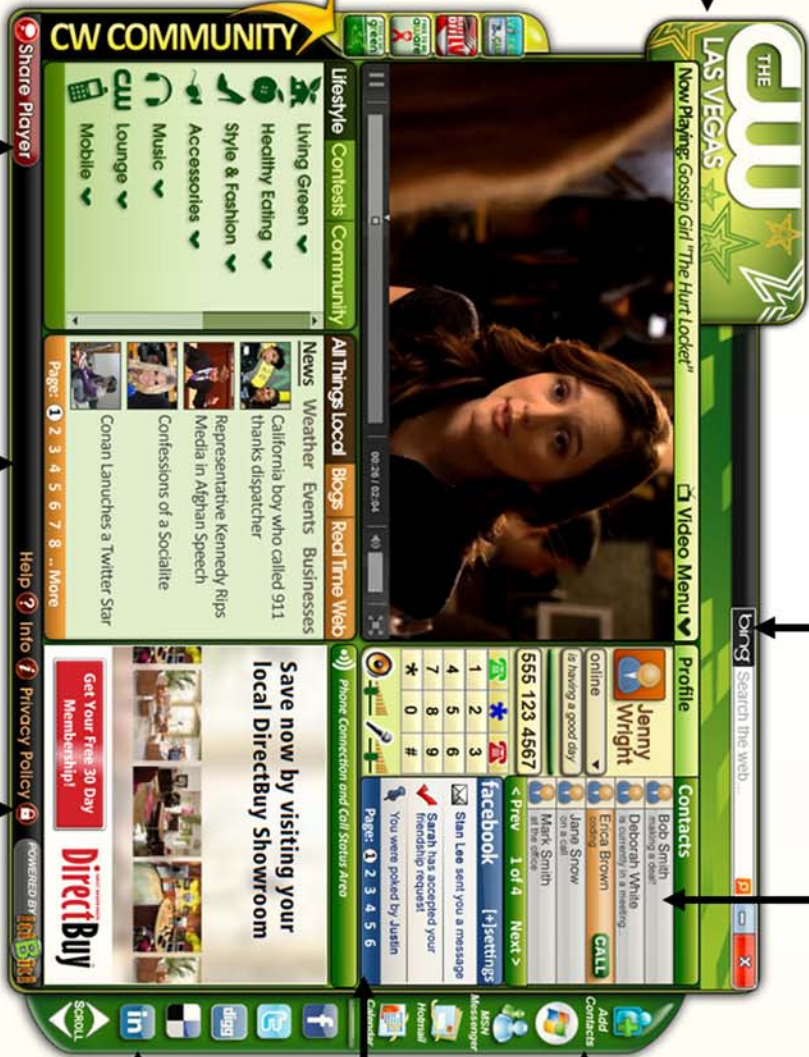 THE
CW
LAS VEGAS
bing Search the web...
X
Now Playing: Gossip Girl "The Hurt Locket"
Video Menu
00:26 / 02:04
Profile
Jenny Wright
online
is having a good day
555 123 4567
1 2 3
4 5 6
7 8 9
* 0 #
Contacts
Bob Smith
making a deal!
Deborah White
is currently in a meeting...
Erica Brown
coding
CALL
Jane Snow
on a call
Mark Smith
at the office
< Prev 1 of 4 Next >
facebook [+]settings
Stan Lee sent you a message
Sarah has accepted your
friendship request
You were poked by Justin
Page: 1 2 3 4 5 6
Add
Contacts
MSN
Messenger
Hotmail
Calendar
f
t
digg
in
SCROLL
green
aware
CW COMMUNITY
Lifestyle Contests Community
Living Green
Healthy Eating
Style & Fashion
Accessories
Music
CW Lounge
Mobile
All Things Local Blogs Real Time Web
News Weather Events Businesses
California boy who called 911
thanks dispatcher
Representative Kennedy Rips
Media in Afghan Speech
Confessions of a Socialite
Conan Lanuches a Twitter Star
Page: 1 2 3 4 5 6 7 8 ... More
Phone Connection and Call Status Area
Save now by visiting your
local DirectBuy Showroom
Get Your Free 30 Day
Membership!
DirectBuy
Share Player
Help ? Info i Privacy Policy
POWERED BY